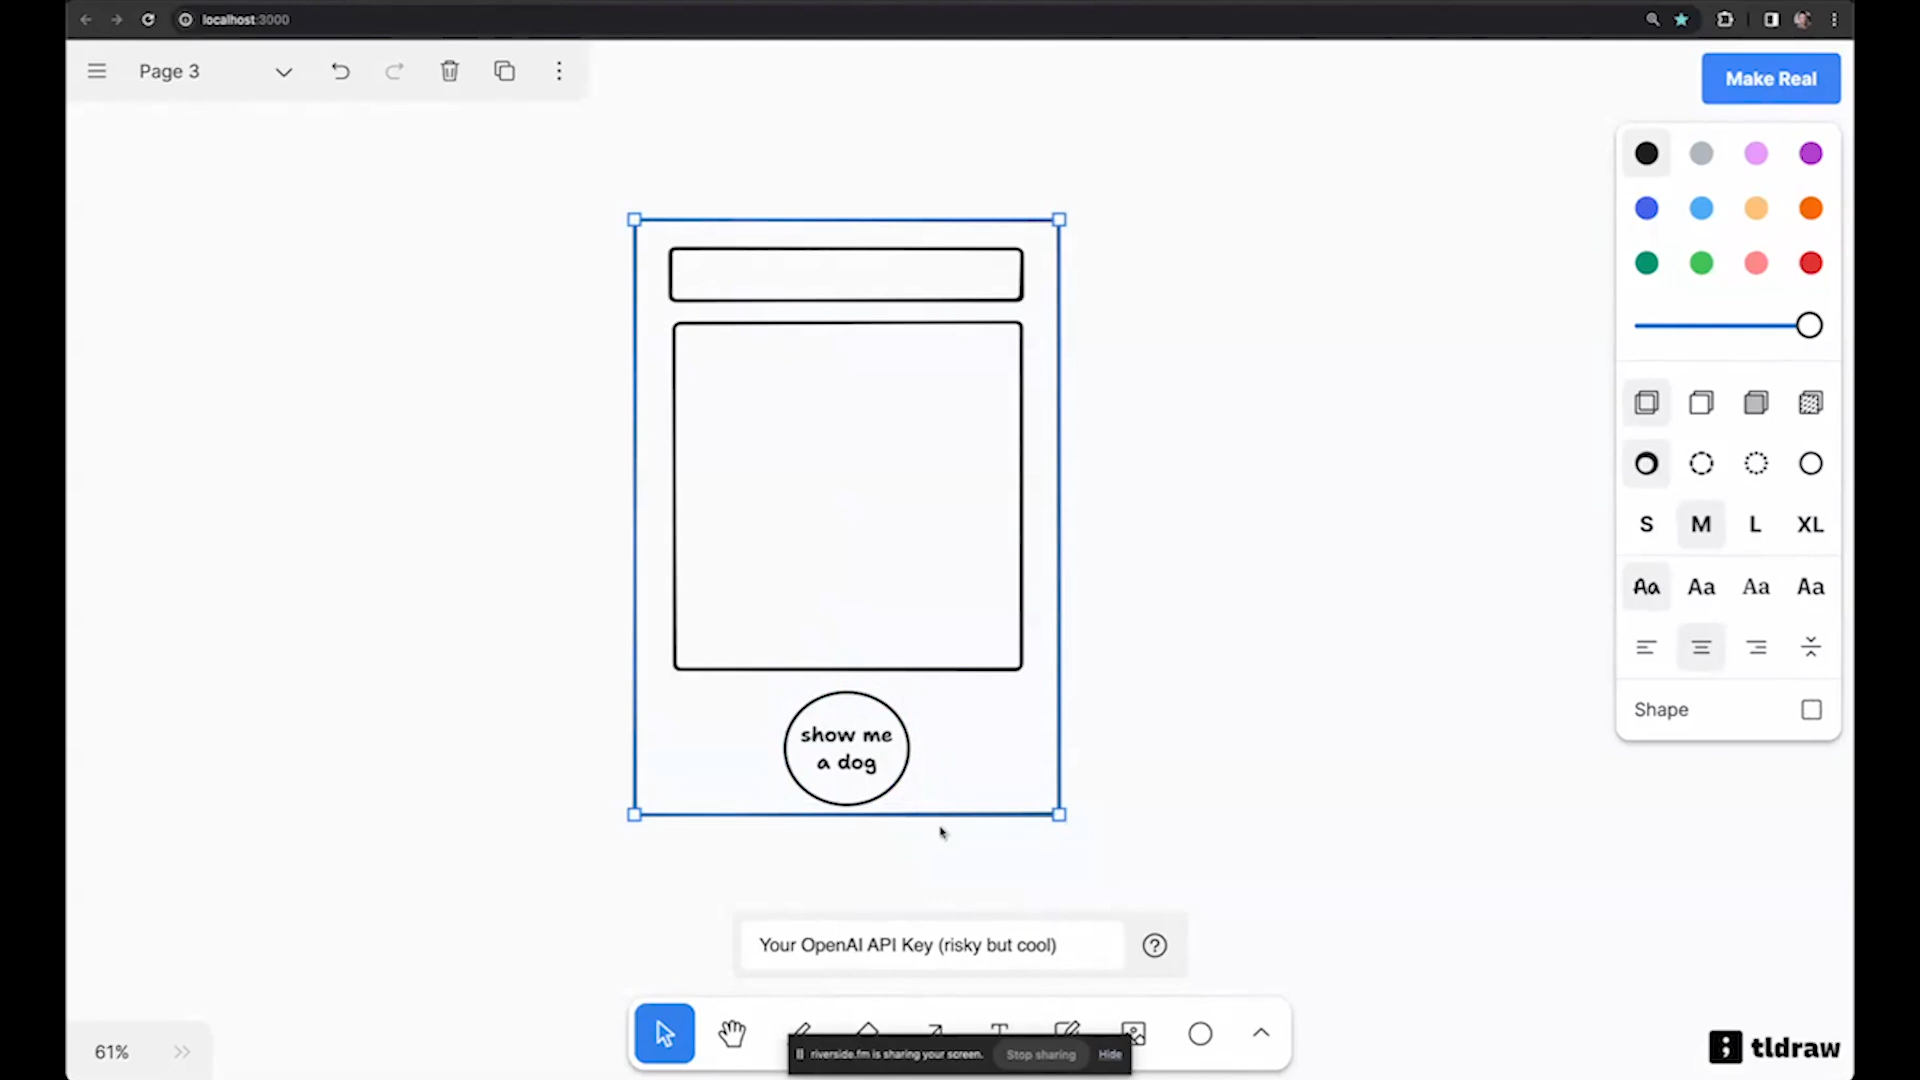 localhost:3000
Page 3
Make Real
S M L XL
Aa Aa Aa Aa
show me
a dog
Shape
Your OpenAI API Key (risky but cool)
riverside.fm is sharing your screen. Stop sharing Hide
61%
tldraw